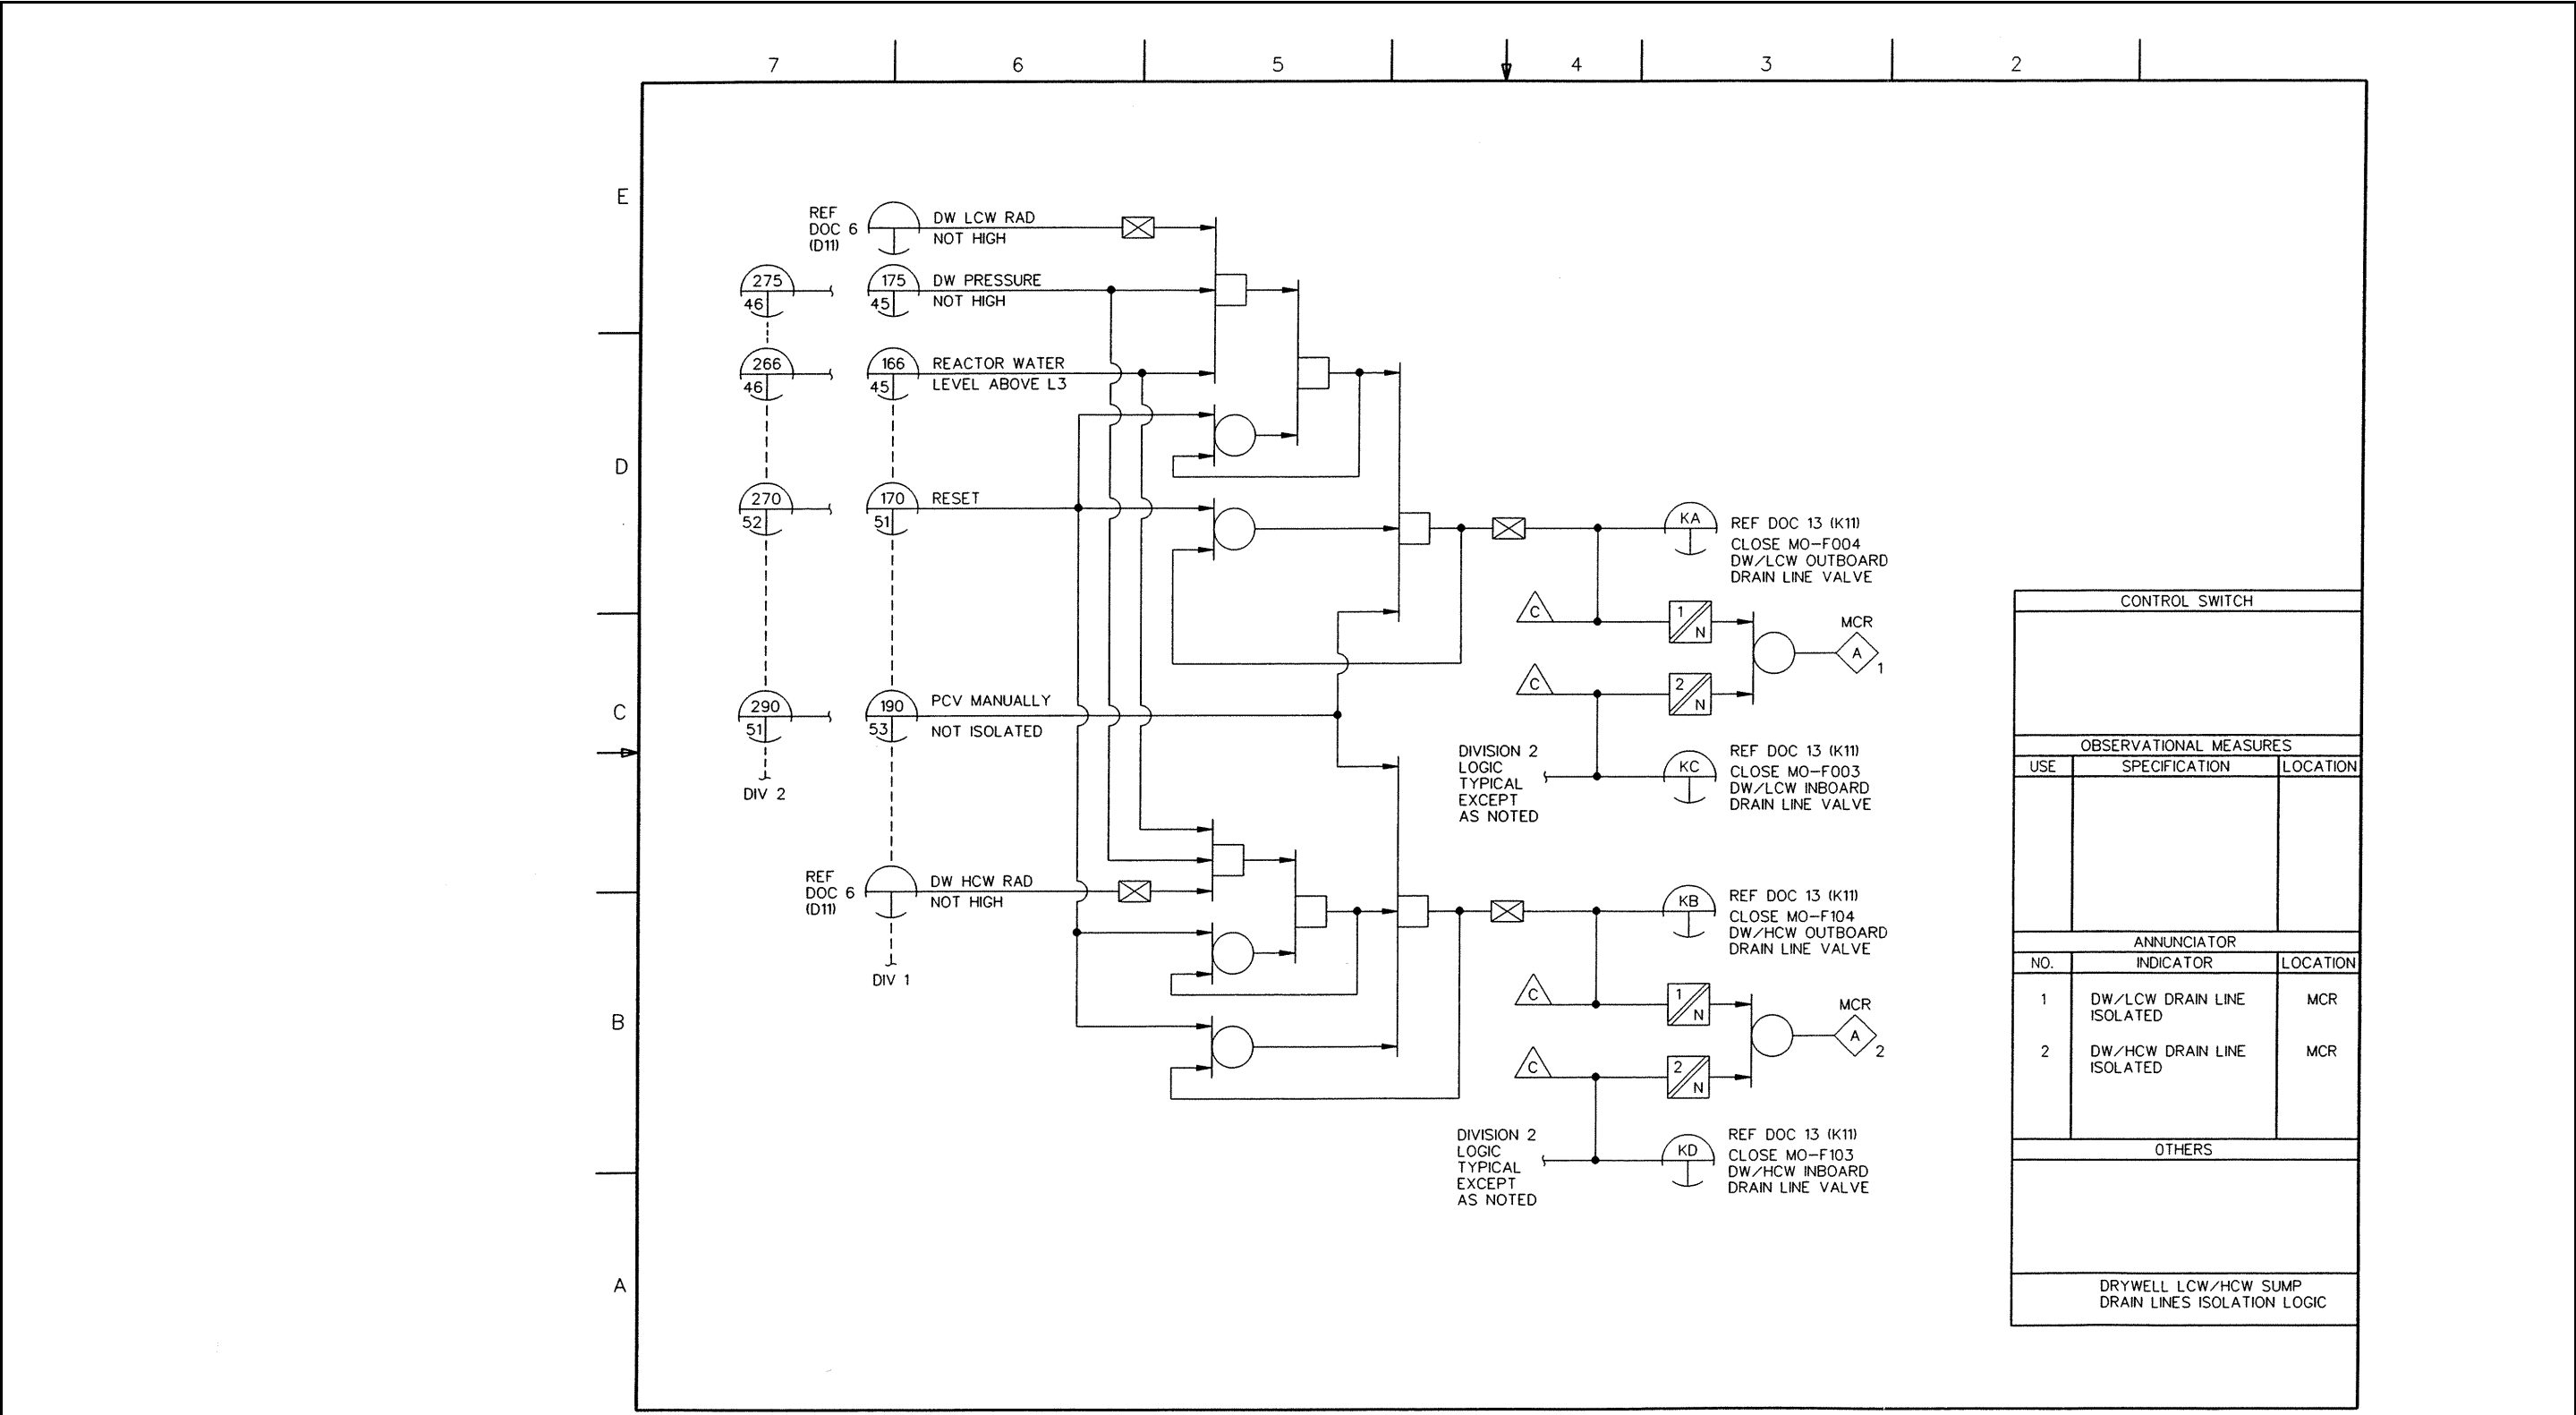 7 6 5 4 3 2
E
D
C
B
A
REF
DOC 6
(D11)
DW LCW RAD
NOT HIGH
275
46
175
45
DW PRESSURE
NOT HIGH
266
46
166
45
REACTOR WATER
LEVEL ABOVE L3
270
52
170
51
RESET
290
51
190
53
PCV MANUALLY
NOT ISOLATED
DIV 2
REF
DOC 6
(D11)
DW HCW RAD
NOT HIGH
DIV 1
KA
REF DOC 13 (K11)
CLOSE MO-F004
DW/LCW OUTBOARD
DRAIN LINE VALVE
C
1
N
MCR
A
1
C
2
N
DIVISION 2
LOGIC
TYPICAL
EXCEPT
AS NOTED
KC
REF DOC 13 (K11)
CLOSE MO-F003
DW/LCW INBOARD
DRAIN LINE VALVE
KB
REF DOC 13 (K11)
CLOSE MO-F104
DW/HCW OUTBOARD
DRAIN LINE VALVE
C
1
N
MCR
A
2
C
2
N
DIVISION 2
LOGIC
TYPICAL
EXCEPT
AS NOTED
KD
REF DOC 13 (K11)
CLOSE MO-F103
DW/HCW INBOARD
DRAIN LINE VALVE
CONTROL SWITCH
OBSERVATIONAL MEASURES
USE SPECIFICATION LOCATION
ANNUNCIATOR
NO. INDICATOR LOCATION
1 DW/LCW DRAIN LINE MCR
ISOLATED
2 DW/HCW DRAIN LINE MCR
ISOLATED
OTHERS
DRYWELL LCW/HCW SUMP
DRAIN LINES ISOLATION LOGIC